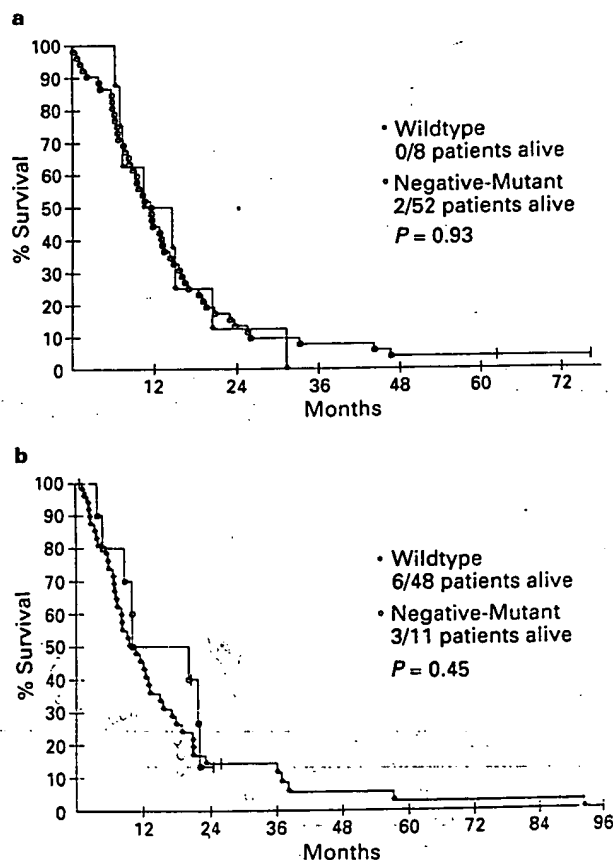 a
100
90
80
70
60
50
40
30
20
10
0
% Survival
• Wildtype
0/8 patients alive
• Negative-Mutant
2/52 patients alive
P = 0.93
12 24 36 48 60 72
Months
b
100
90
80
70
60
50
40
30
20
10
0
% Survival
• Wildtype
6/48 patients alive
o Negative-Mutant
3/11 patients alive
P = 0.45
12 24 36 48 60 72 84 96
Months